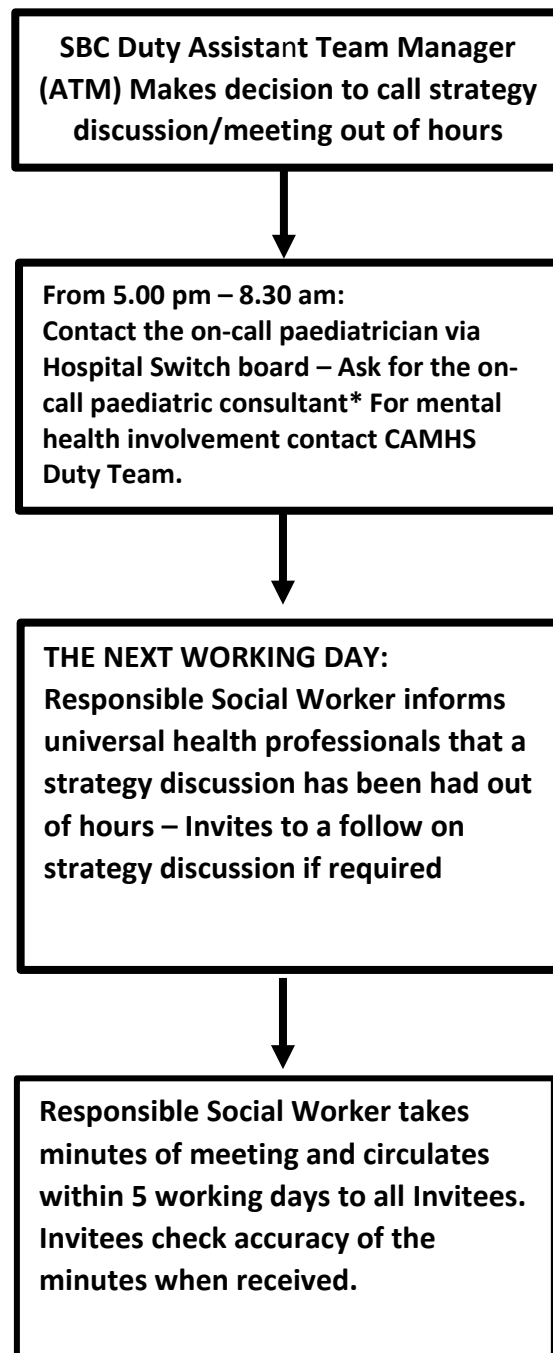 SBC Duty Assistant Team Manager
(ATM) Makes decision to call strategy
discussion/meeting out of hours
From 5.00 pm – 8.30 am:
Contact the on-call paediatrician via
Hospital Switch board – Ask for the on-
call paediatric consultant* For mental
health involvement contact CAMHS
Duty Team.
THE NEXT WORKING DAY:
Responsible Social Worker informs
universal health professionals that a
strategy discussion has been had out
of hours – Invites to a follow on
strategy discussion if required
Responsible Social Worker takes
minutes of meeting and circulates
within 5 working days to all Invitees.
Invitees check accuracy of the
minutes when received.